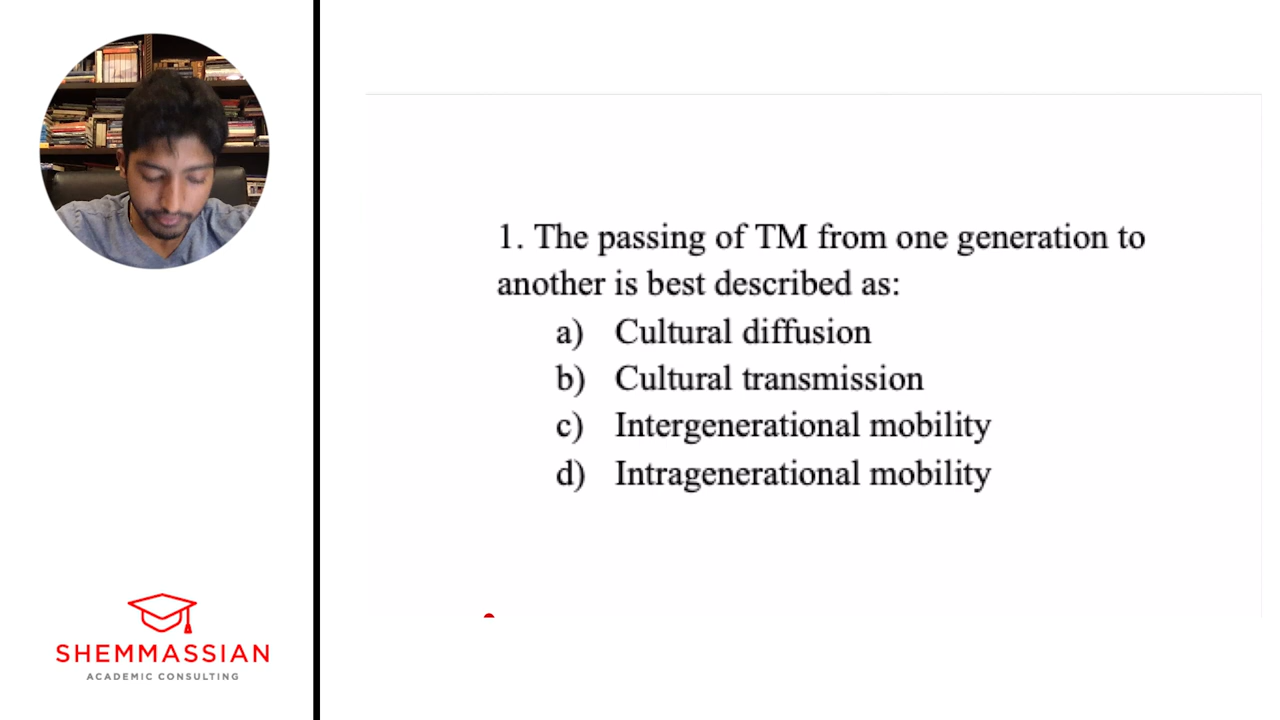 1. The passing of TM from one generation to
another is best described as:
a) Cultural diffusion
b) Cultural transmission
c) Intergenerational mobility
d) Intragenerational mobility
SHEMMASSIAN
ACADEMIC CONSULTING